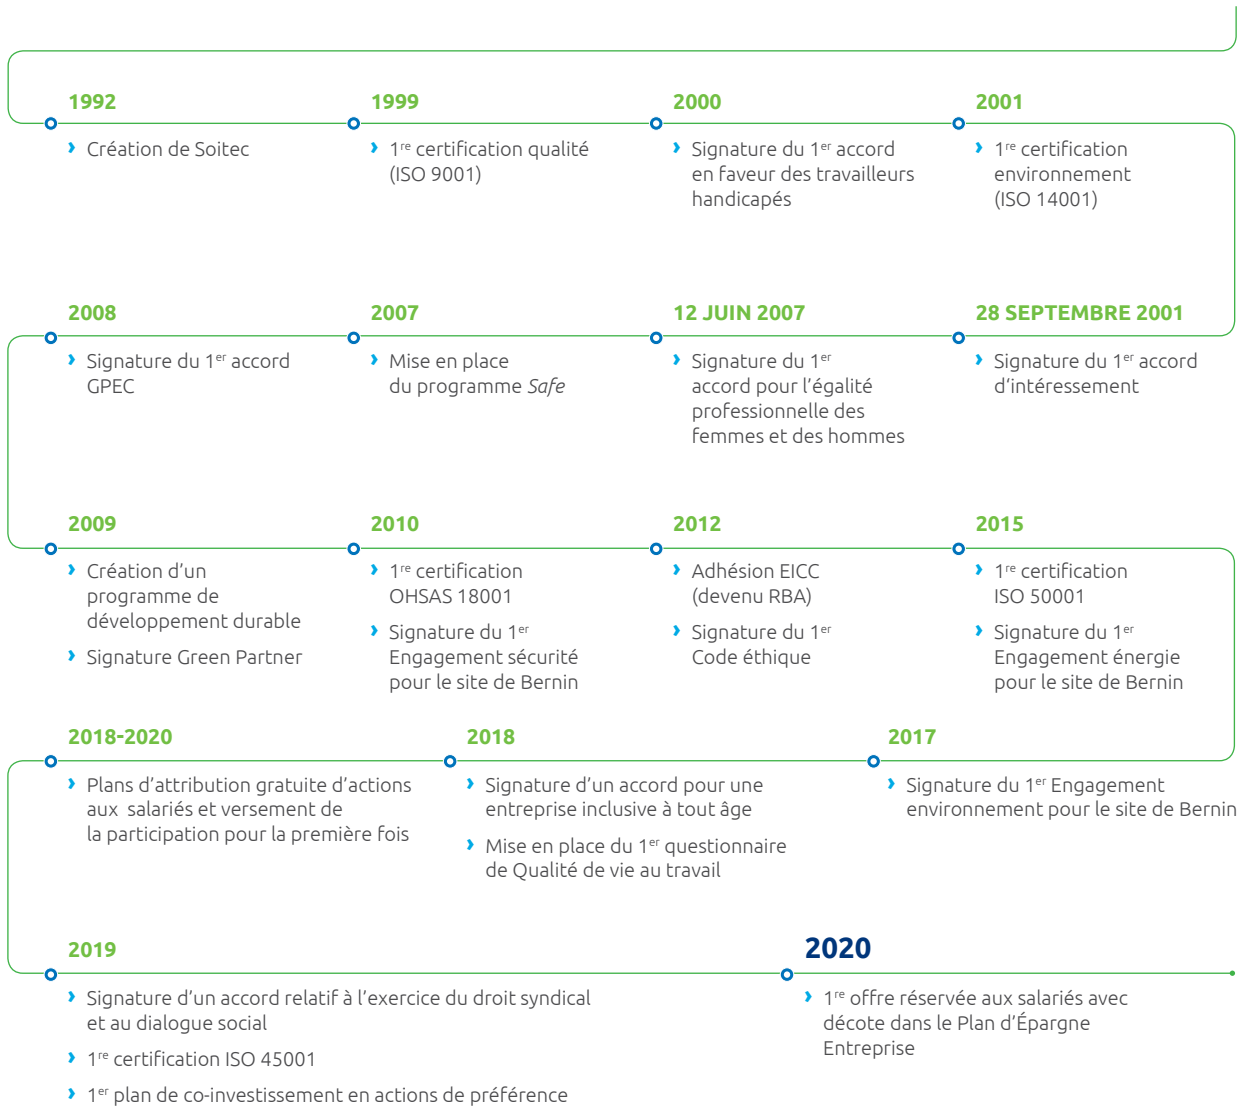 1992
› Création de Soitec
1999
› 1re certification qualité
(ISO 9001)
2000
› Signature du 1er accord
en faveur des travailleurs
handicapés
2001
› 1re certification
environnement
(ISO 14001)
28 SEPTEMBRE 2001
› Signature du 1er accord
d’intéressement
12 JUIN 2007
› Signature du 1er
accord pour l’égalité
professionnelle des
femmes et des hommes
2007
› Mise en place
du programme Safe
2008
› Signature du 1er accord
GPEC
2009
› Création d’un
programme de
développement durable
› Signature Green Partner
2010
› 1re certification
OHSAS 18001
› Signature du 1er
Engagement sécurité
pour le site de Bernin
2012
› Adhésion EICC
(devenu RBA)
› Signature du 1er
Code éthique
2015
› 1re certification
ISO 50001
› Signature du 1er
Engagement énergie
pour le site de Bernin
2017
› Signature du 1er Engagement
environnement pour le site de Bernin
2018
› Signature d’un accord pour une
entreprise inclusive à tout âge
› Mise en place du 1er questionnaire
de Qualité de vie au travail
2018-2020
› Plans d’attribution gratuite d’actions
aux salariés et versement de
la participation pour la première fois
2019
› Signature d’un accord relatif à l’exercice du droit syndical
et au dialogue social
› 1re certification ISO 45001
› 1er plan de co-investissement en actions de préférence
2020
› 1re offre réservée aux salariés avec
décote dans le Plan d’Épargne
Entreprise